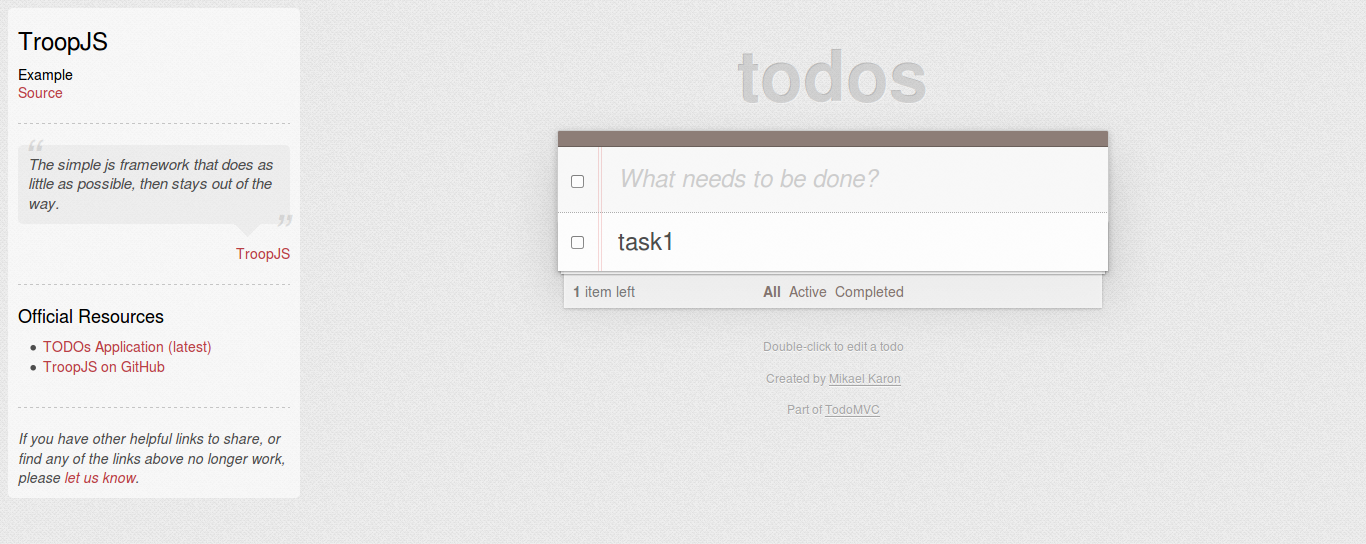 TroopJS
Example
Source
“
The simple js framework that does as
little as possible, then stays out of the
way.
”
TroopJS
Official Resources
• TODOs Application (latest)
• TroopJS on GitHub
If you have other helpful links to share, or
find any of the links above no longer work,
please let us know.
todos
What needs to be done?
task1
1 item left All Active Completed
Double-click to edit a todo
Created by Mikael Karon
Part of TodoMVC